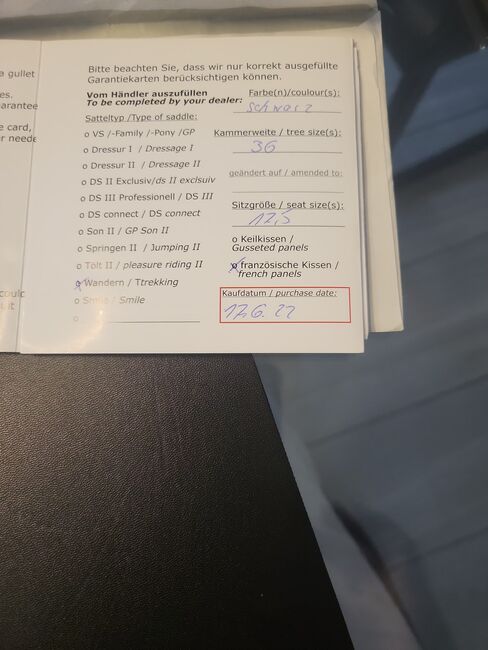 a gullet
es.
arantee
e card,
r neede
Bitte beachten Sie, dass wir nur korrekt ausgefüllte
Garantiekarten berücksichtigen können.
Vom Händler auszufüllen
To be completed by your dealer:
Satteltyp /Type of saddle:
o VS /-Family /-Pony /GP
o Dressur I / Dressage I
o Dressur II / Dressage II
o DS II Exclusiv/ds II exclsuiv
o DS III Professionell / DS III
o DS connect / DS connect
o Son II / GP Son II
o Springen II / Jumping II
o Tölt II / pleasure riding II
Wandern / Ttrekking
o Smile / Smile
o
Farbe(n)/colour(s):
schwarz
Kammerweite / tree size(s):
36
geändert auf / amended to:
Sitzgröße / seat size(s):
17,5
o Keilkissen /
Gusseted panels
o französische Kissen /
french panels
Kaufdatum / purchase date:
17.6.22